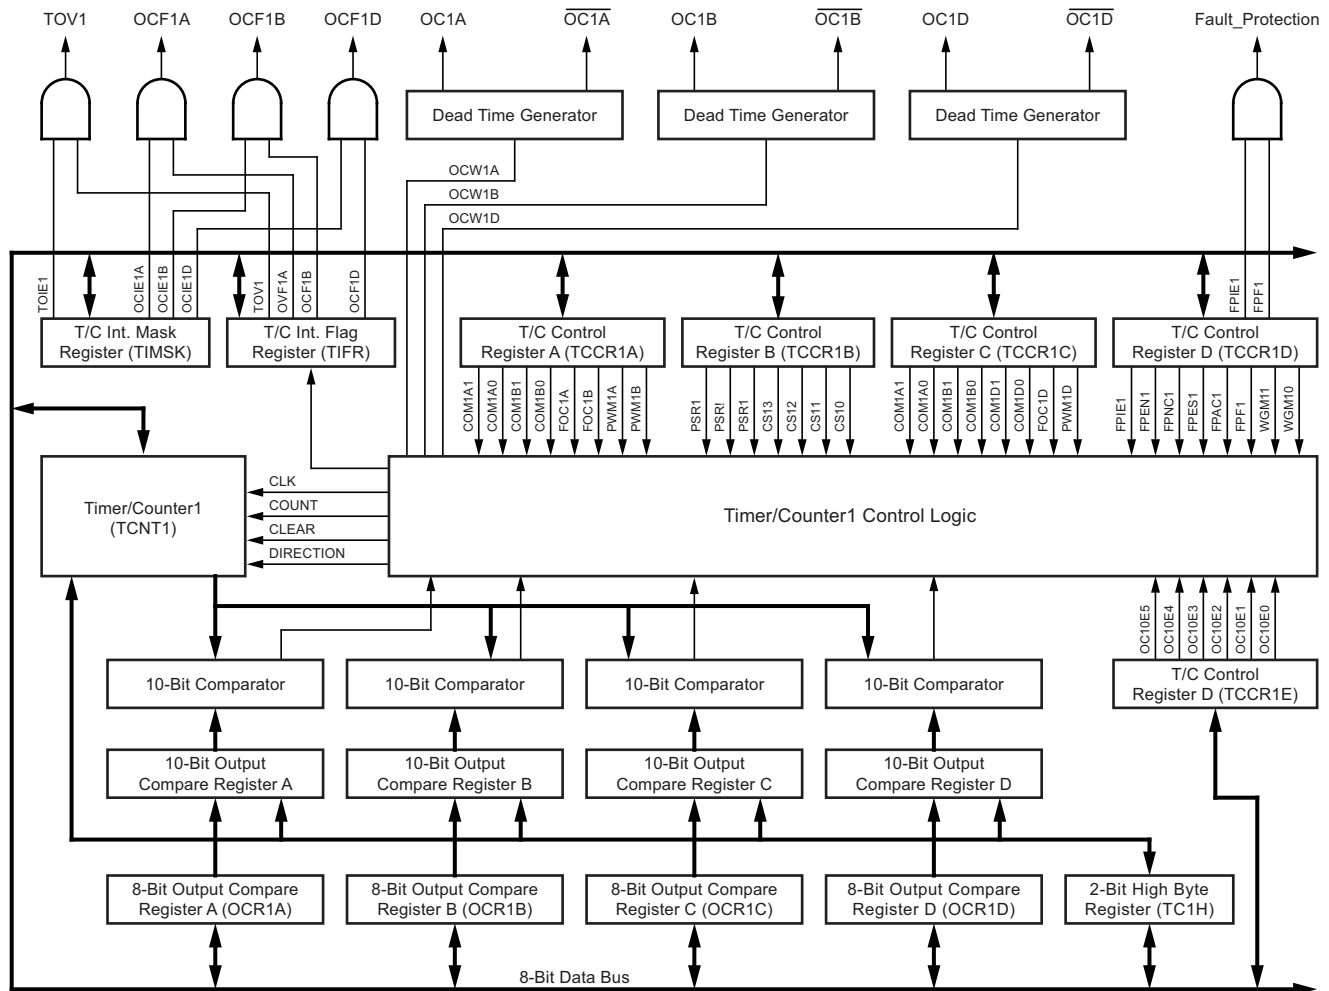 TOV1
OCF1A
OCF1B
OCF1D
OC1A
OC1A
OC1B
OC1B
OC1D
OC1D
Fault_Protection
Dead Time Generator
Dead Time Generator
Dead Time Generator
OCW1A
OCW1B
OCW1D
TOIE1
OCIE1A
OCIE1B
OCIE1D
TOV1
OVF1A
OCF1B
OCF1D
FPIE1
FPF1
T/C Int. Mask
Register (TIMSK)
T/C Int. Flag
Register (TIFR)
T/C Control
Register A (TCCR1A)
T/C Control
Register B (TCCR1B)
T/C Control
Register C (TCCR1C)
T/C Control
Register D (TCCR1D)
COM1A1
COM1A0
COM1B1
COM1B0
FOC1A
FOC1B
PWM1A
PWM1B
PSR1
PSR!
PSR1
CS13
CS12
CS11
CS10
COM1A1
COM1A0
COM1B1
COM1B0
COM1D1
COM1D0
FOC1D
PWM1D
FPIE1
FPEN1
FPNC1
FPES1
FPAC1
FPF1
WGM11
WGM10
Timer/Counter1
(TCNT1)
CLK
COUNT
CLEAR
DIRECTION
Timer/Counter1 Control Logic
OC10E5
OC10E4
OC10E3
OC10E2
OC10E1
OC10E0
10-Bit Comparator
10-Bit Comparator
10-Bit Comparator
10-Bit Comparator
T/C Control
Register D (TCCR1E)
10-Bit Output
Compare Register A
10-Bit Output
Compare Register B
10-Bit Output
Compare Register C
10-Bit Output
Compare Register D
8-Bit Output Compare
Register A (OCR1A)
8-Bit Output Compare
Register B (OCR1B)
8-Bit Output Compare
Register C (OCR1C)
8-Bit Output Compare
Register D (OCR1D)
2-Bit High Byte
Register (TC1H)
8-Bit Data Bus